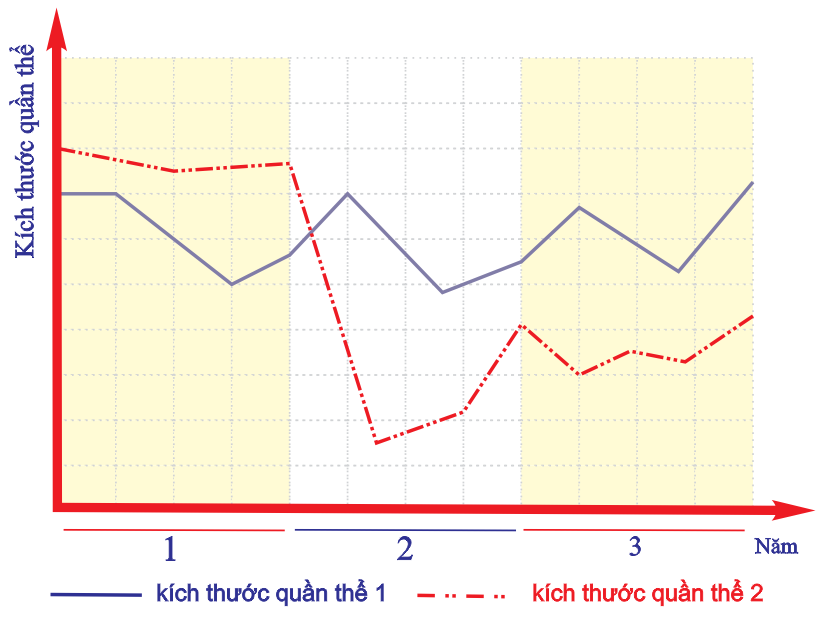 Kích thước quần thể
1
2
3
Năm
kích thước quần thể 1
kích thước quần thể 2